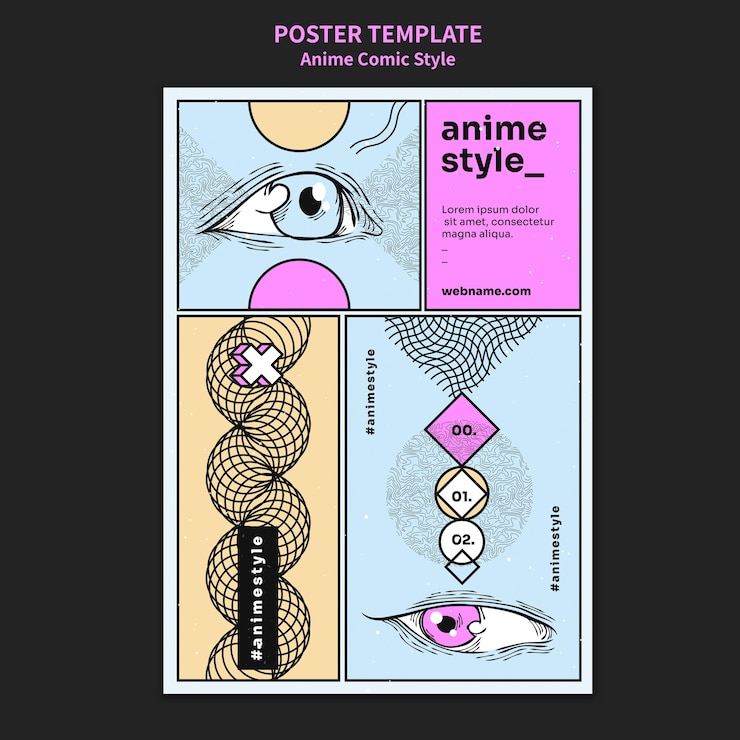 POSTER TEMPLATE
Anime Comic Style
anime
style_
Lorem ipsum dolor
sit amet, consectetur
magna aliqua.
_
_
webname.com
#animestyle
#animestyle
00.
01.
02.
#animestyle